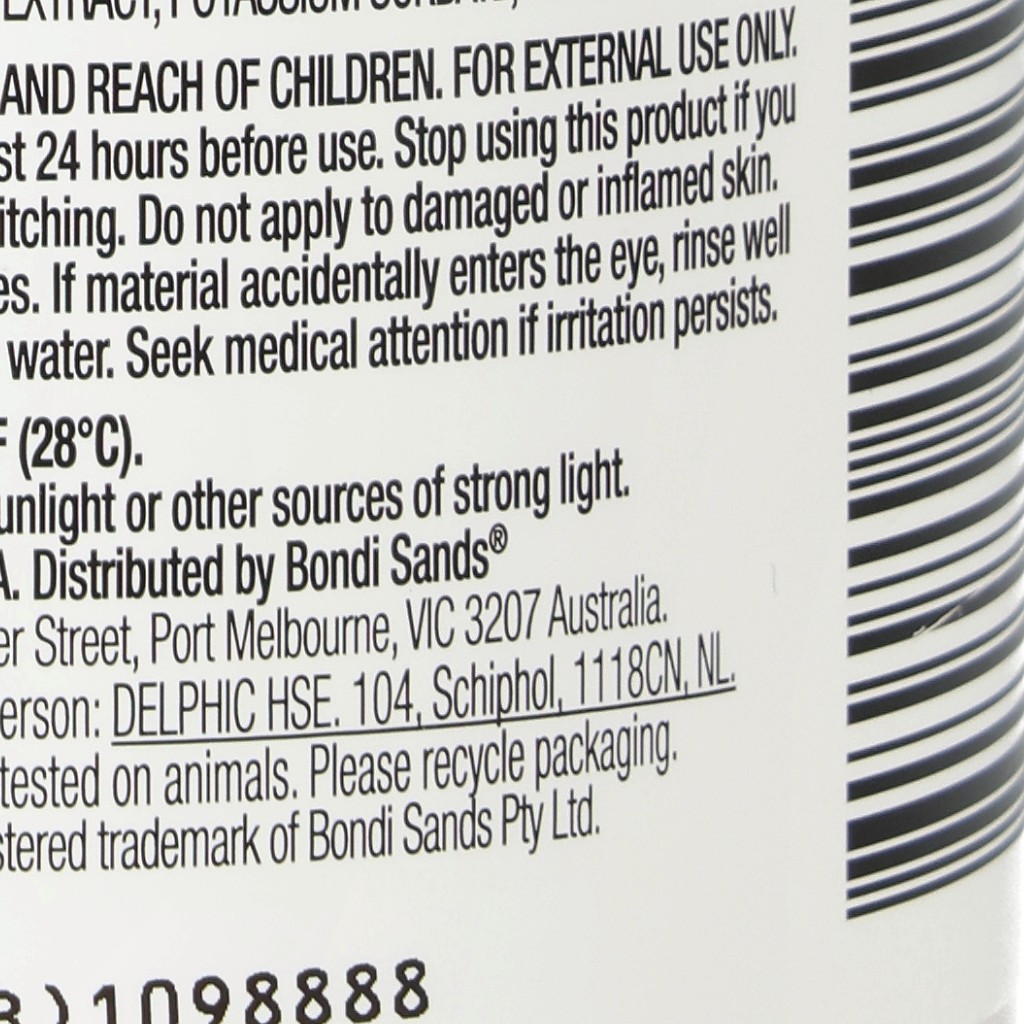 EXTRACT, POTASSIUM
AND REACH OF CHILDREN. FOR EXTERNAL USE ONLY.
st 24 hours before use. Stop using this product if you
itching. Do not apply to damaged or inflamed skin.
es. If material accidentally enters the eye, rinse well
water. Seek medical attention if irritation persists.
F (28°C).
unlight or other sources of strong light.
A. Distributed by Bondi Sands®
er Street, Port Melbourne, VIC 3207 Australia.
erson: DELPHIC HSE. 104, Schiphol, 1118CN, NL.
tested on animals. Please recycle packaging.
stered trademark of Bondi Sands Pty Ltd.
)1098888